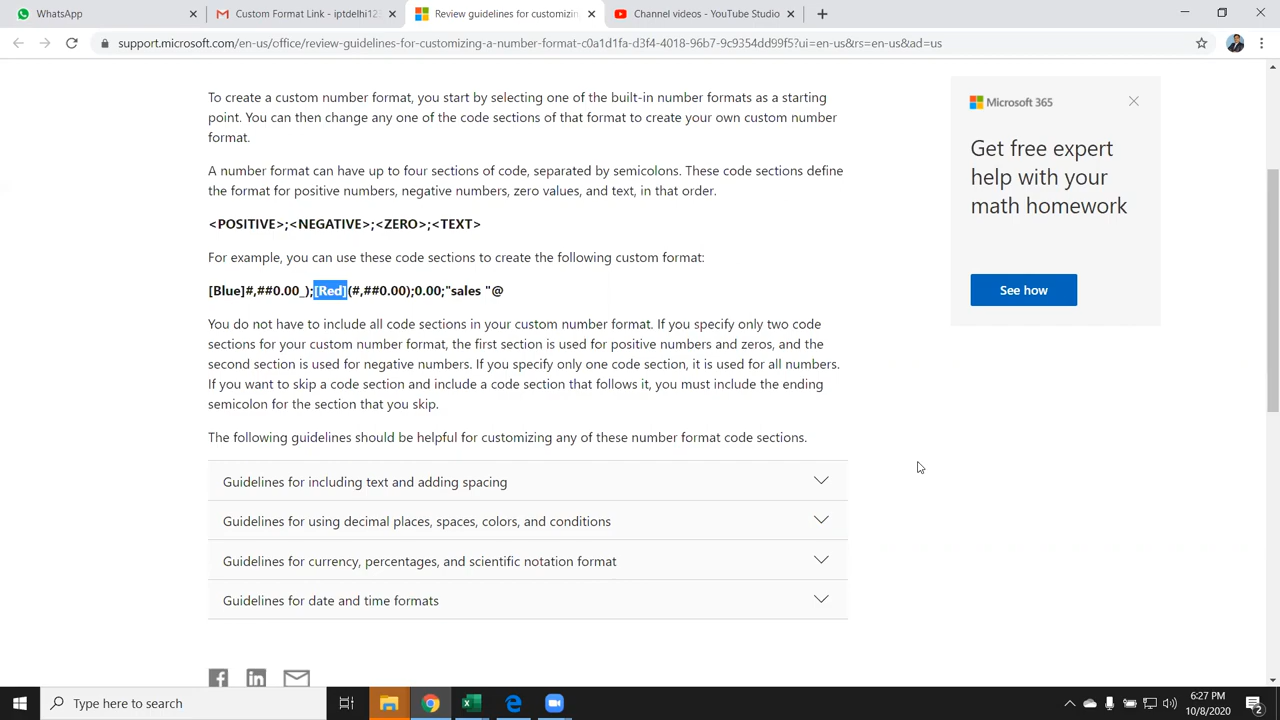 WhatsApp
Custom Format Link - iptdelhi12
Review guidelines for customizin
Channel videos - YouTube Studio
support.microsoft.com/en-us/office/review-guidelines-for-customizing-a-number-format-c0a1d1fa-d3f4-4018-96b7-9c9354dd99f5?ui=en-us&rs=en-us&ad=us
To create a custom number format, you start by selecting one of the built-in number formats as a starting
point. You can then change any one of the code sections of that format to create your own custom number
format.
A number format can have up to four sections of code, separated by semicolons. These code sections define
the format for positive numbers, negative numbers, zero values, and text, in that order.
<POSITIVE>;<NEGATIVE>;<ZERO>;<TEXT>
For example, you can use these code sections to create the following custom format:
[Blue]#,##0.00_);[Red](#,##0.00);0.00;"sales "@
You do not have to include all code sections in your custom number format. If you specify only two code
sections for your custom number format, the first section is used for positive numbers and zeros, and the
second section is used for negative numbers. If you specify only one code section, it is used for all numbers.
If you want to skip a code section and include a code section that follows it, you must include the ending
semicolon for the section that you skip.
The following guidelines should be helpful for customizing any of these number format code sections.
Guidelines for including text and adding spacing
Guidelines for using decimal places, spaces, colors, and conditions
Guidelines for currency, percentages, and scientific notation format
Guidelines for date and time formats
Microsoft 365
Get free expert
help with your
math homework
See how
Type here to search
6:27 PM
10/8/2020
2